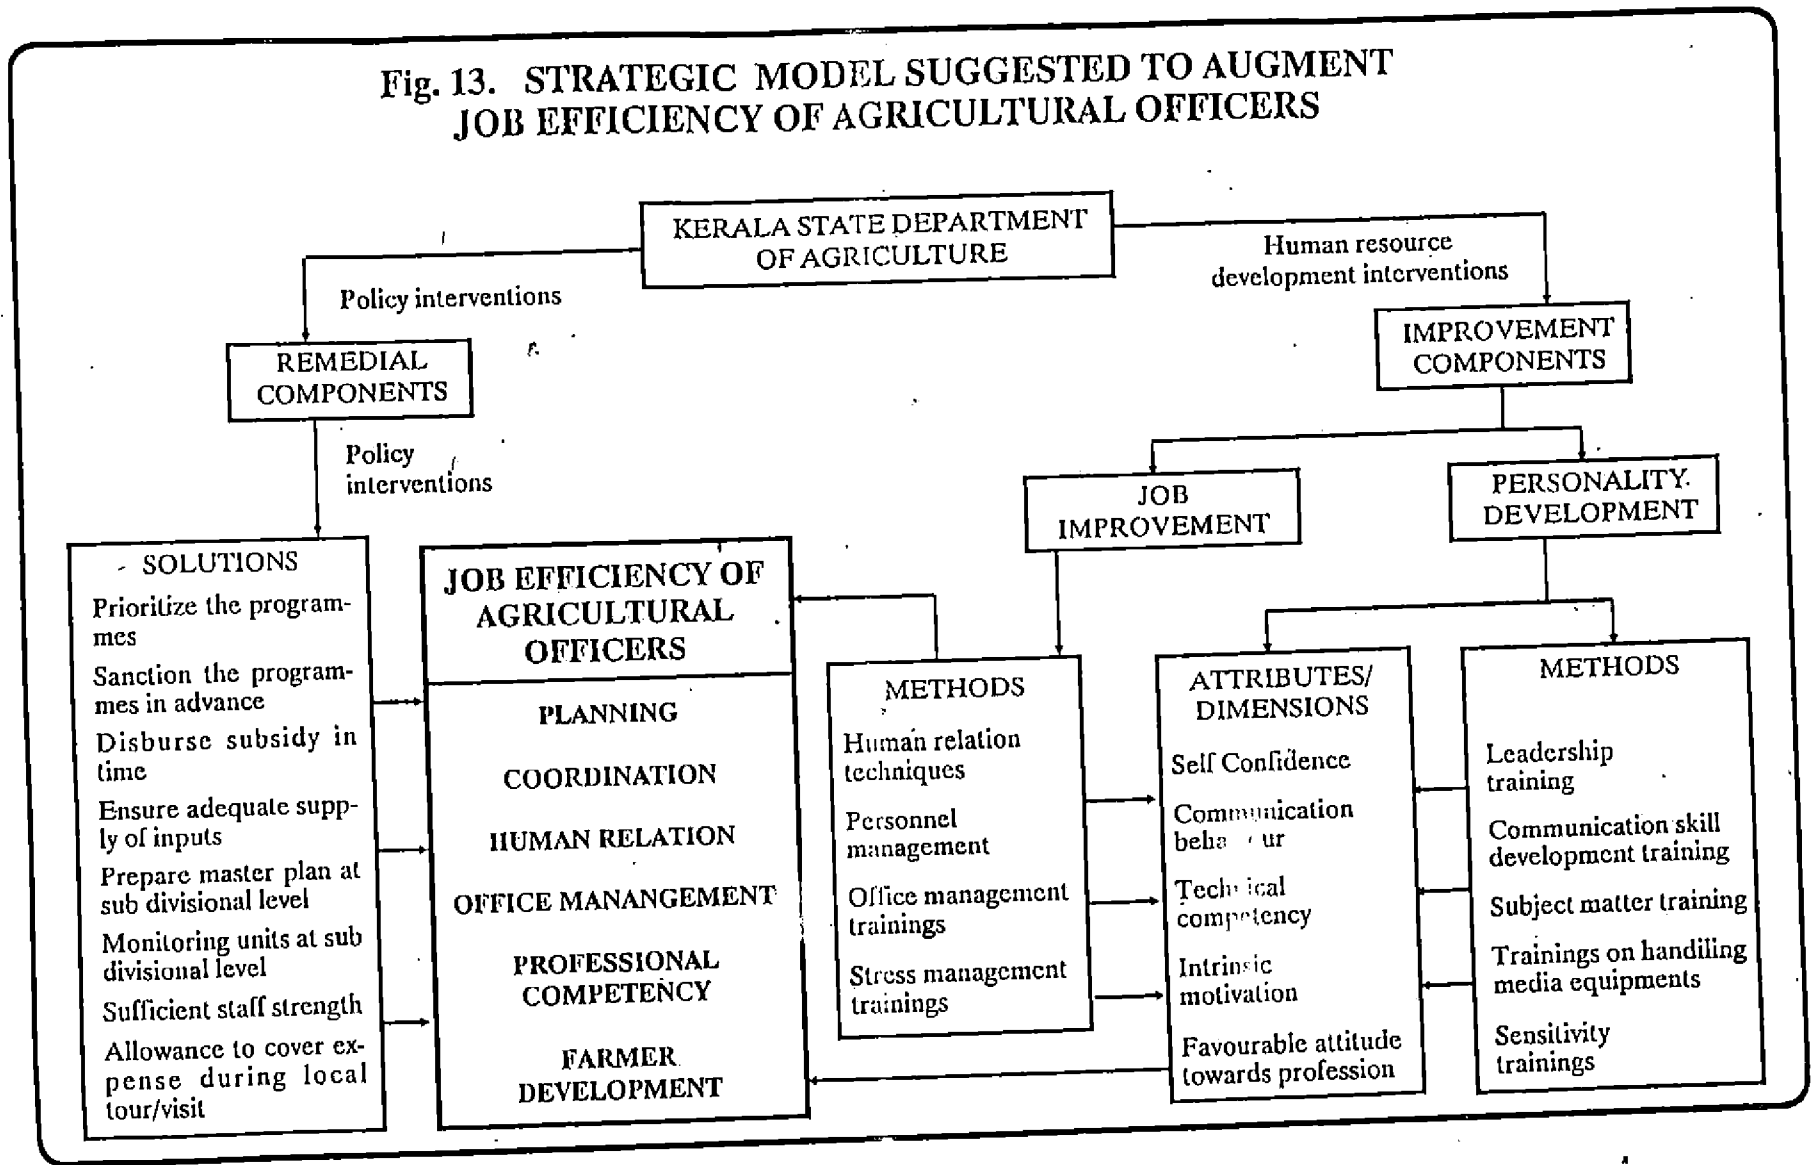 Fig. 13. STRATEGIC MODEL SUGGESTED TO AUGMENT
JOB EFFICIENCY OF AGRICULTURAL OFFICERS
KERALA STATE DEPARTMENT
OF AGRICULTURE
Policy interventions
Human resource
development interventions
REMEDIAL
COMPONENTS
IMPROVEMENT
COMPONENTS
Policy
interventions
JOB
IMPROVEMENT
PERSONALITY
DEVELOPMENT
SOLUTIONS
Prioritize the program-
mes
Sanction the program-
mes in advance
Disburse subsidy in
time
Ensure adequate supp-
ly of inputs
Prepare master plan at
sub divisional level
Monitoring units at sub
divisional level
Sufficient staff strength
Allowance to cover ex-
pense during local
tour/visit
JOB EFFICIENCY OF
AGRICULTURAL
OFFICERS
PLANNING
COORDINATION
HUMAN RELATION
OFFICE MANANGEMENT
PROFESSIONAL
COMPETENCY
FARMER
DEVELOPMENT
METHODS
Human relation
techniques
Personnel
management
Office management
trainings
Stress management
trainings
ATTRIBUTES/
DIMENSIONS
Self Confidence
Communication
Technical
competency
Intrinsic
motivation
Favourable attitude
towards profession
METHODS
Leadership
training
Communication skill
development training
Subject matter training
Trainings on handiling
media equipments
Sensitivity
trainings